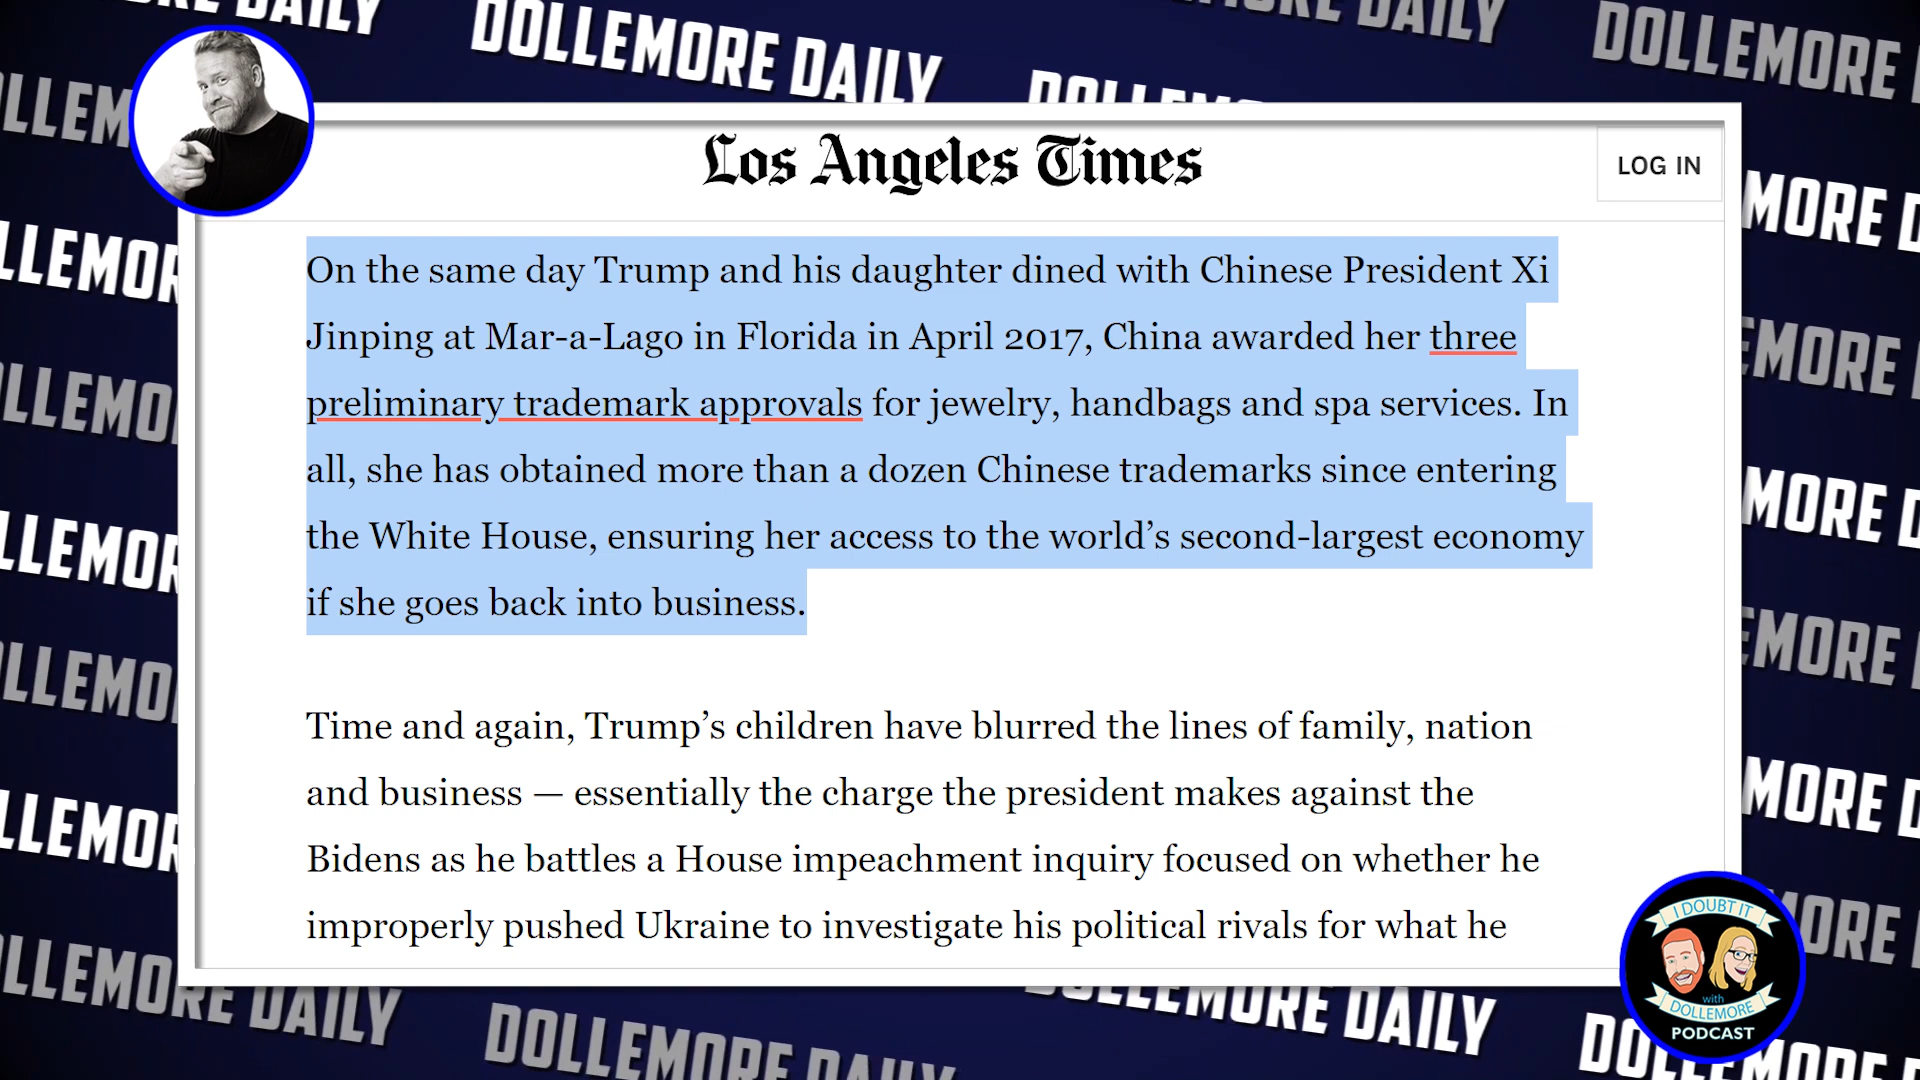 DOLLEMORE DAILY
DOLLEMORE DAILY
Los Angeles Times
LOG IN
On the same day Trump and his daughter dined with Chinese President Xi
Jinping at Mar-a-Lago in Florida in April 2017, China awarded her three
preliminary trademark approvals for jewelry, handbags and spa services. In
all, she has obtained more than a dozen Chinese trademarks since entering
the White House, ensuring her access to the world’s second-largest economy
if she goes back into business.
Time and again, Trump’s children have blurred the lines of family, nation
and business — essentially the charge the president makes against the
Bidens as he battles a House impeachment inquiry focused on whether he
improperly pushed Ukraine to investigate his political rivals for what he
I DOUBT IT
with
DOLLEMORE
PODCAST
DOLLEMORE DAILY
DOLLEMORE DAILY
DOLLEMORE DAILY